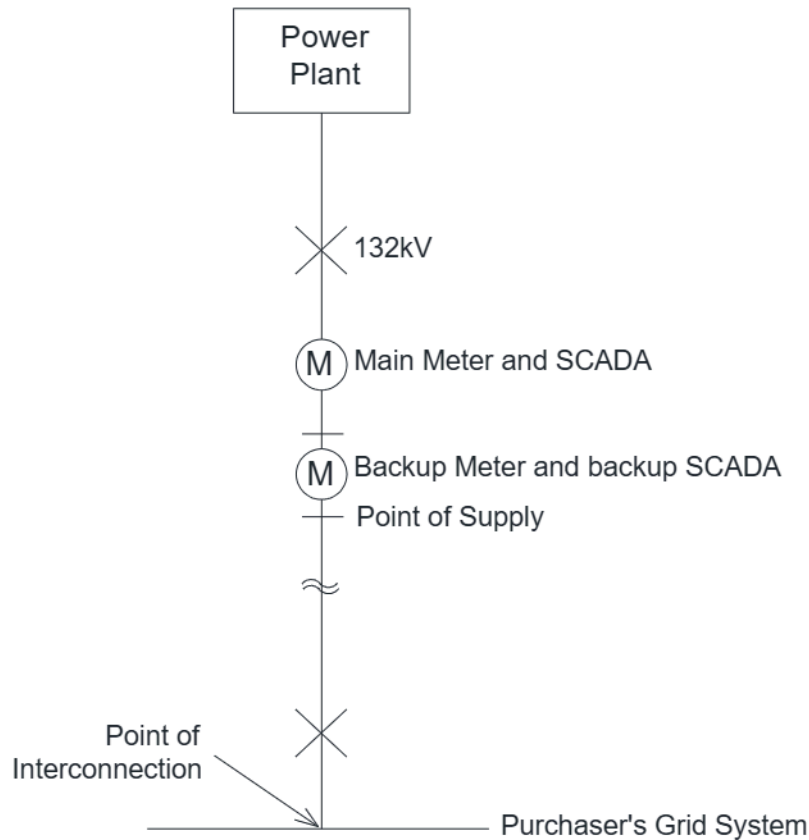 Power
Plant
132kV
M
Main Meter and SCADA
M
Backup Meter and backup SCADA
Point of Supply
Point of
Interconnection
Purchaser's Grid System